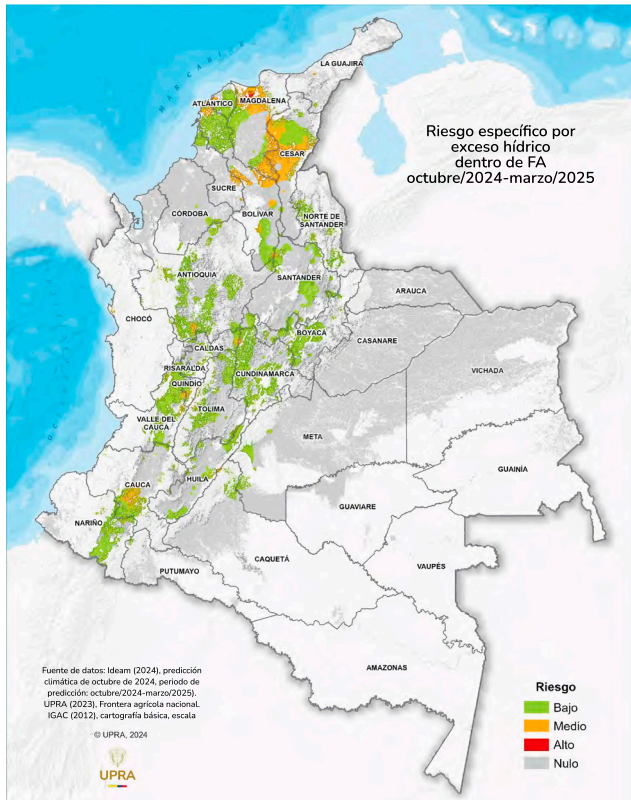 MAR CARIBE
LA GUAJIRA
ATLÁNTICO
MAGDALENA
Riesgo específico por
exceso hídrico
dentro de FA
octubre/2024-marzo/2025
CESAR
SUCRE
CÓRDOBA
BOLÍVAR
NORTE DE
SANTANDER
ANTIOQUIA
SANTANDER
ARAUCA
CHOCÓ
BOYACÁ
CASANARE
CALDAS
RISARALDA
CUNDINAMARCA
VICHADA
QUINDÍO
TOLIMA
VALLE DEL
CAUCA
META
GUAINÍA
HUILA
CAUCA
GUAVIARE
NARIÑO
CAQUETÁ
VAUPÉS
PUTUMAYO
AMAZONAS
Fuente de datos: Ideam (2024), predicción
climática de octubre de 2024, periodo de
predicción: octubre/2024-marzo/2025).
UPRA (2023), Frontera agrícola nacional.
IGAC (2012), cartografía básica, escala
© UPRA, 2024
UPRA
Riesgo
Bajo
Medio
Alto
Nulo